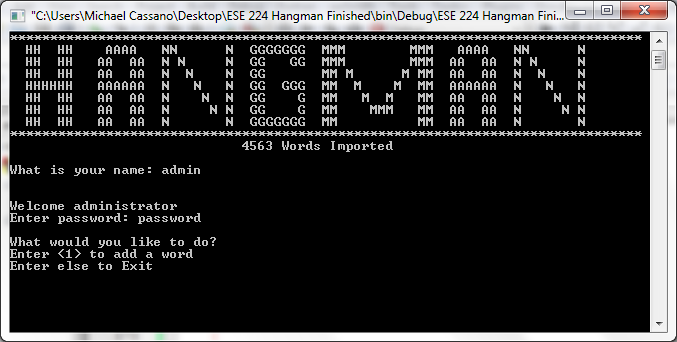 "C:\Users\Michael Cassano\Desktop\ESE 224 Hangman Finished\bin\Debug\ESE 224 Hangman Fini...
*******************************************************************************
  HH  HH    AAAA   NN      N  GGGGGGG  MMM        MMM   AAAA   NN      N
  HH  HH   AA  AA  N N     N  GG   GG  MMM        MMM  AA  AA  N N     N
  HH  HH   AA  AA  N  N    N  GG       MM M      M MM  AA  AA  N  N    N
  HHHHHH   AAAAAA  N   N   N  GG  GGG  MM  M    M  MM  AAAAAA  N   N   N
  HH  HH   AA  AA  N    N  N  GG    G  MM   M  M   MM  AA  AA  N    N  N
  HH  HH   AA  AA  N     N N  GG    G  MM    MMM   MM  AA  AA  N     N N
  HH  HH   AA  AA          N  GGGGGGG  MM          MM  AA  AA  N       N
*******************************************************************************
4563 Words Imported
What is your name: admin
Welcome administrator
Enter password: password
What would you like to do?
Enter <1> to add a word
Enter else to Exit